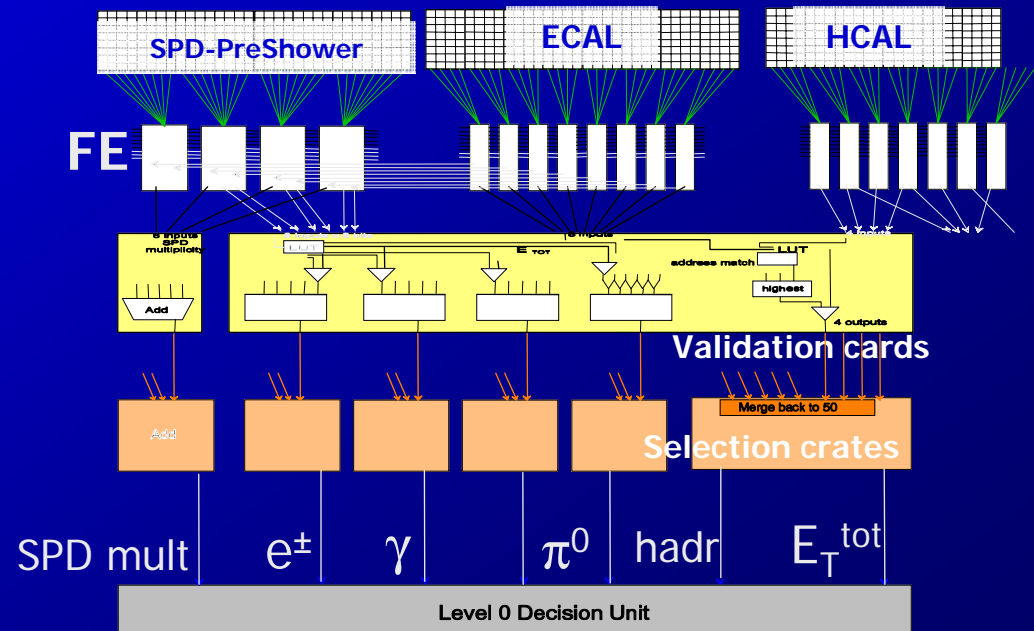 SPD-PreShower
ECAL
HCAL
FE
8 inputs
SPD
multiplicity
LUT
E TOT
8 inputs
address match
LUT
4 inputs
highest
Add
4 outputs
Validation cards
Merge back to 50
Add
Selection crates
SPD mult
e±
γ
π⁰
hadr
E_T^tot
Level 0 Decision Unit